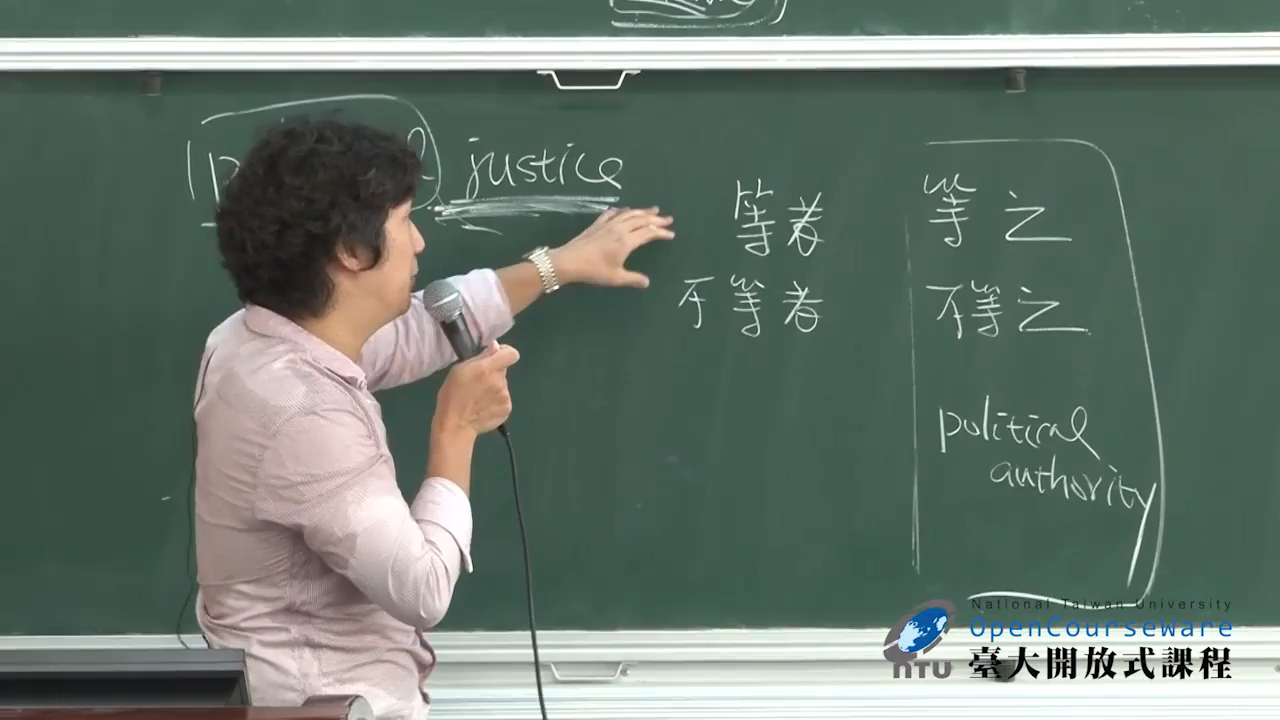 justice
等者
不等者
等之
不等之
political
authority
National Taiwan University
OpenCourseWare
NTU
臺大開放式課程